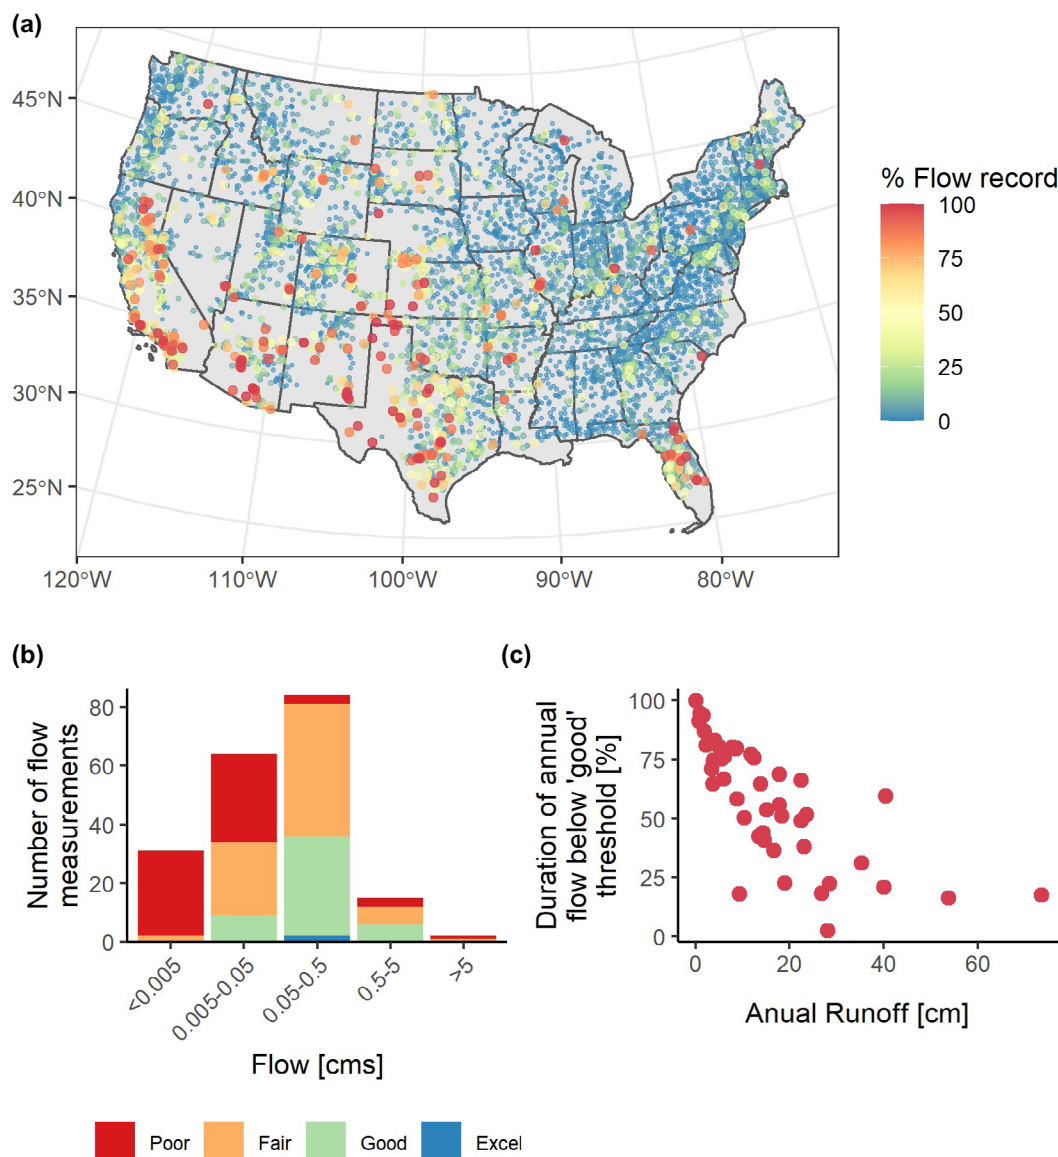 (a)
45°N
40°N
35°N
30°N
25°N
120°W
110°W
100°W
90°W
80°W
% Flow record
100
75
50
25
0
(b)
Number of flow
measurements
80
60
40
20
0
<0.005
0.005-0.05
0.05-0.5
0.5-5
>5
Flow [cms]
Poor
Fair
Good
Excel
(c)
Duration of annual
flow below 'good'
threshold [%]
100
75
50
25
0
0
20
40
60
Anual Runoff [cm]